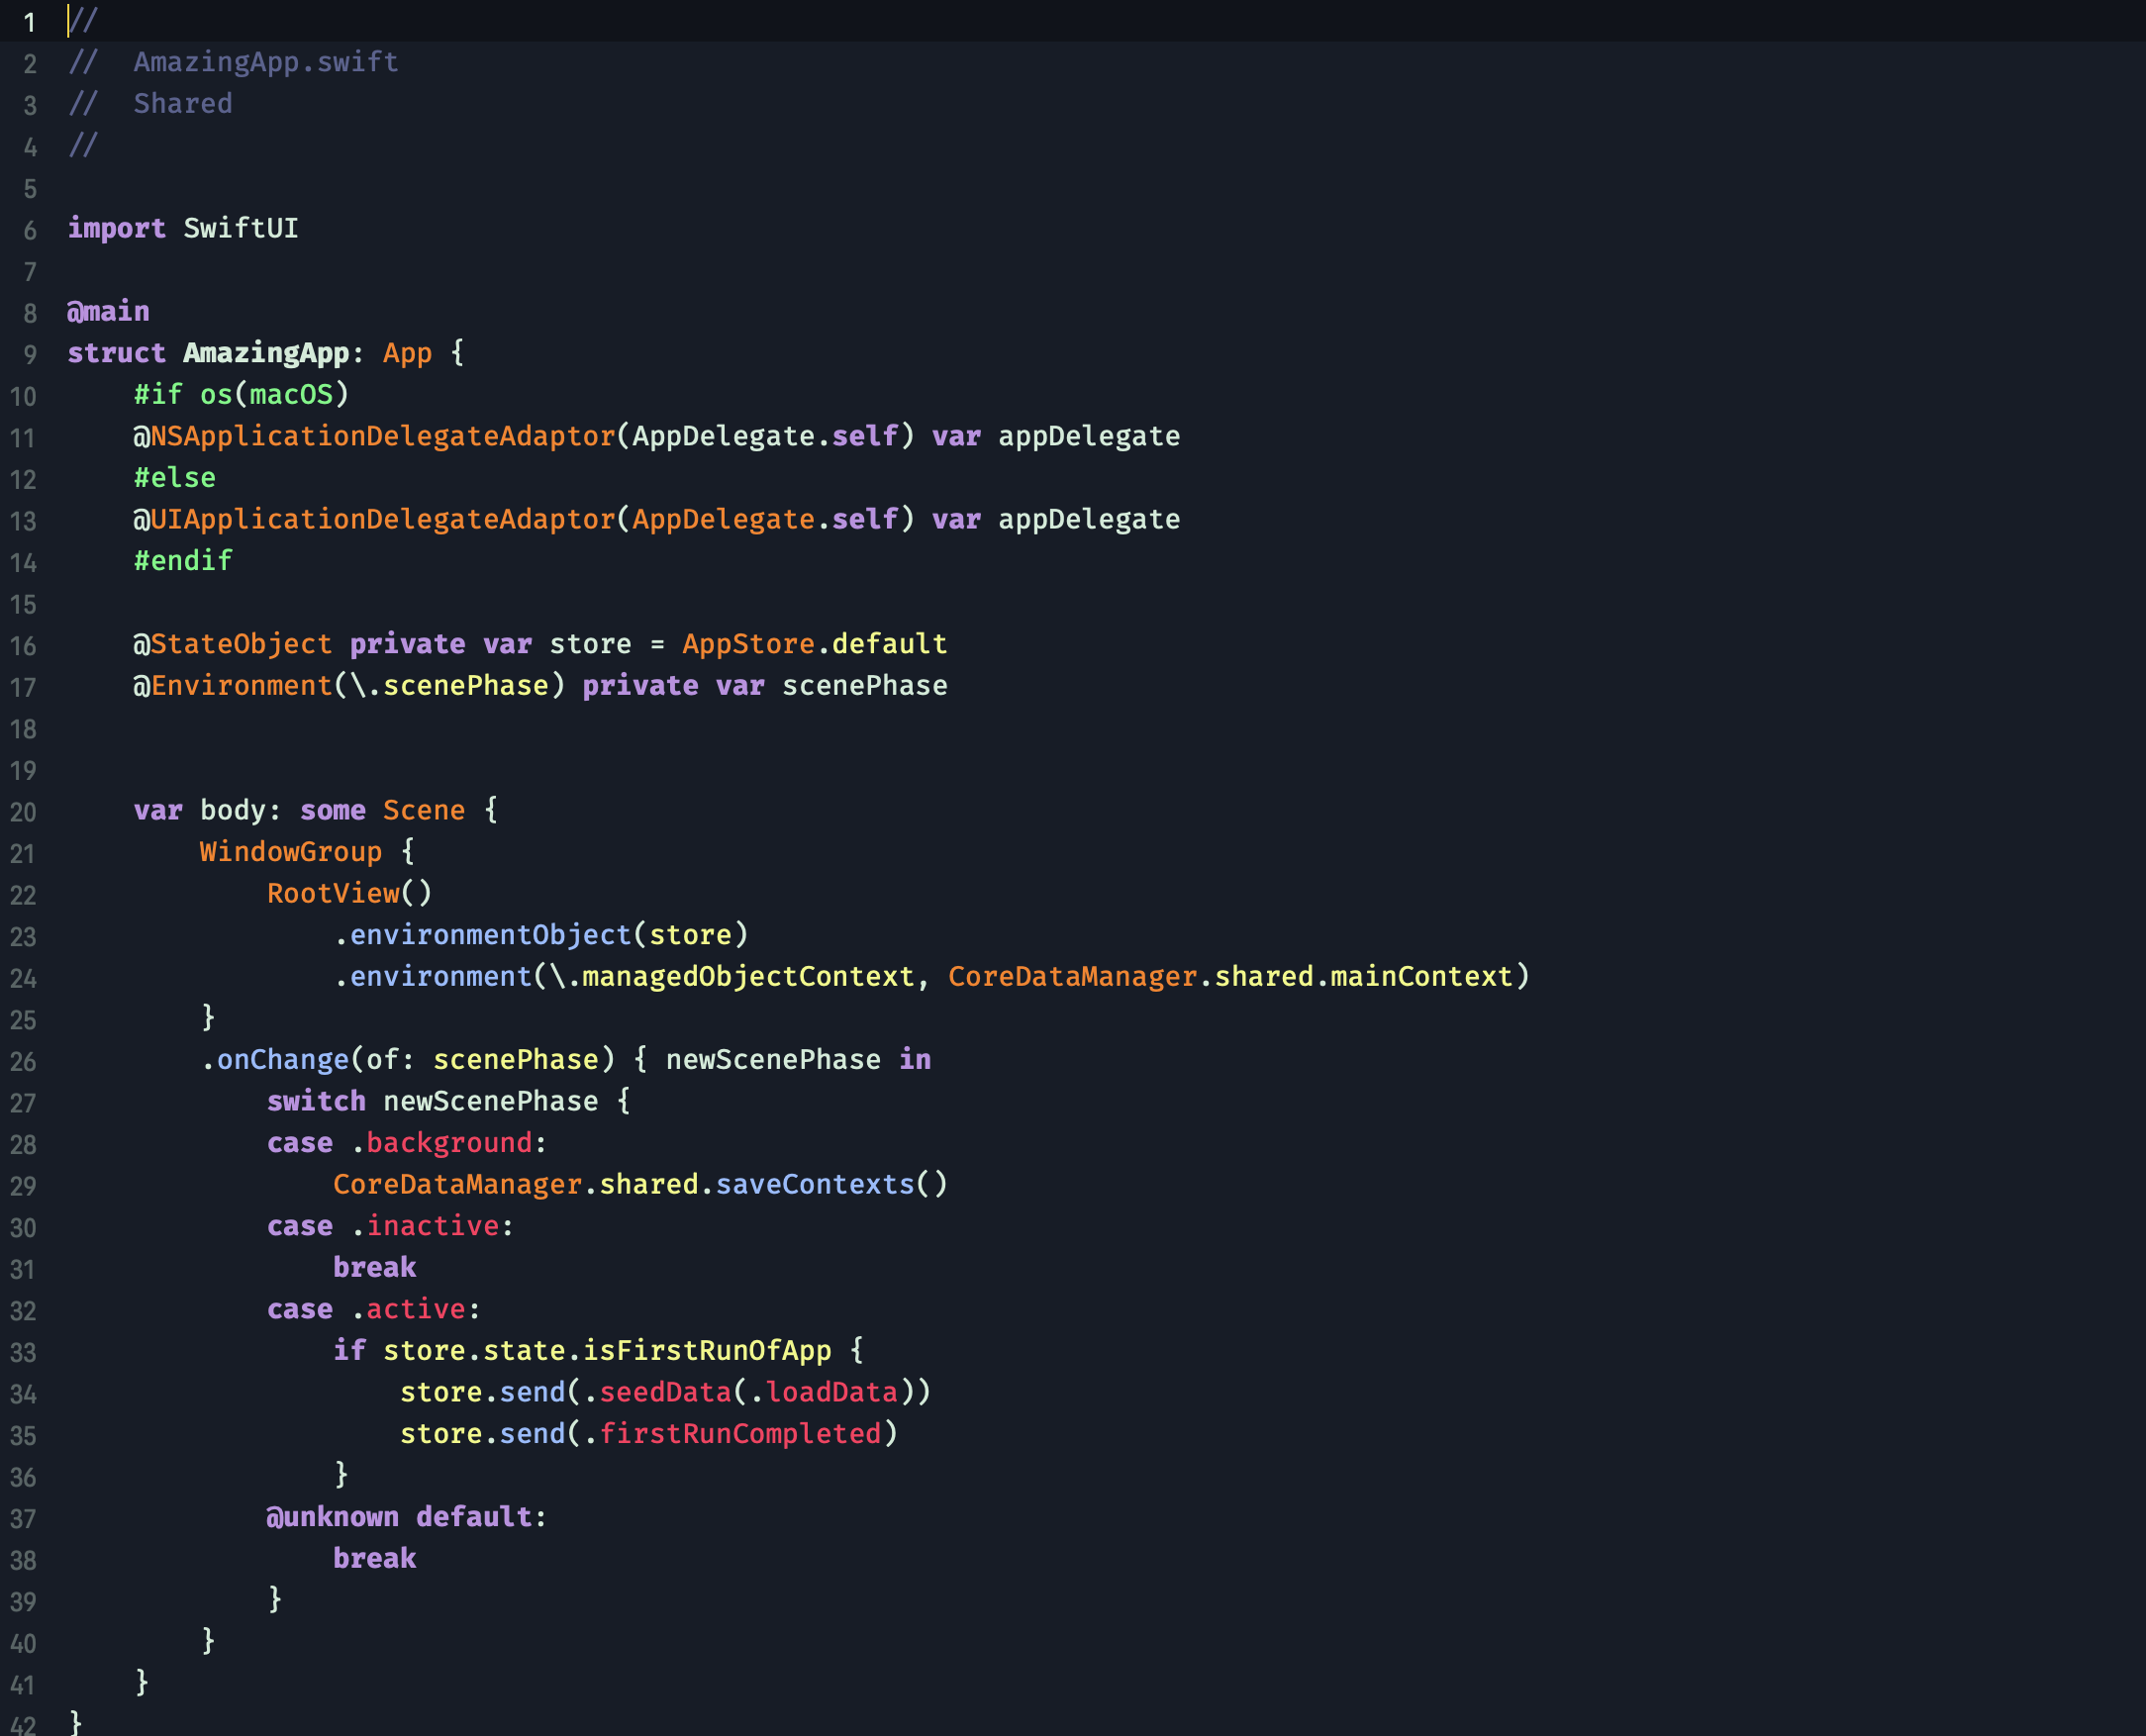 1 //
2 //  AmazingApp.swift
3 //  Shared
4 //
5
6 import SwiftUI
7
8 @main
9 struct AmazingApp: App {
10     #if os(macOS)
11     @NSApplicationDelegateAdaptor(AppDelegate.self) var appDelegate
12     #else
13     @UIApplicationDelegateAdaptor(AppDelegate.self) var appDelegate
14     #endif
15
16     @StateObject private var store = AppStore.default
17     @Environment(\.scenePhase) private var scenePhase
18
19
20     var body: some Scene {
21         WindowGroup {
22             RootView()
23                 .environmentObject(store)
24                 .environment(\.managedObjectContext, CoreDataManager.shared.mainContext)
25         }
26         .onChange(of: scenePhase) { newScenePhase in
27             switch newScenePhase {
28             case .background:
29                 CoreDataManager.shared.saveContexts()
30             case .inactive:
31                 break
32             case .active:
33                 if store.state.isFirstRunOfApp {
34                     store.send(.seedData(.loadData))
35                     store.send(.firstRunCompleted)
36                 }
37             @unknown default:
38                 break
39             }
40         }
41     }
42 }